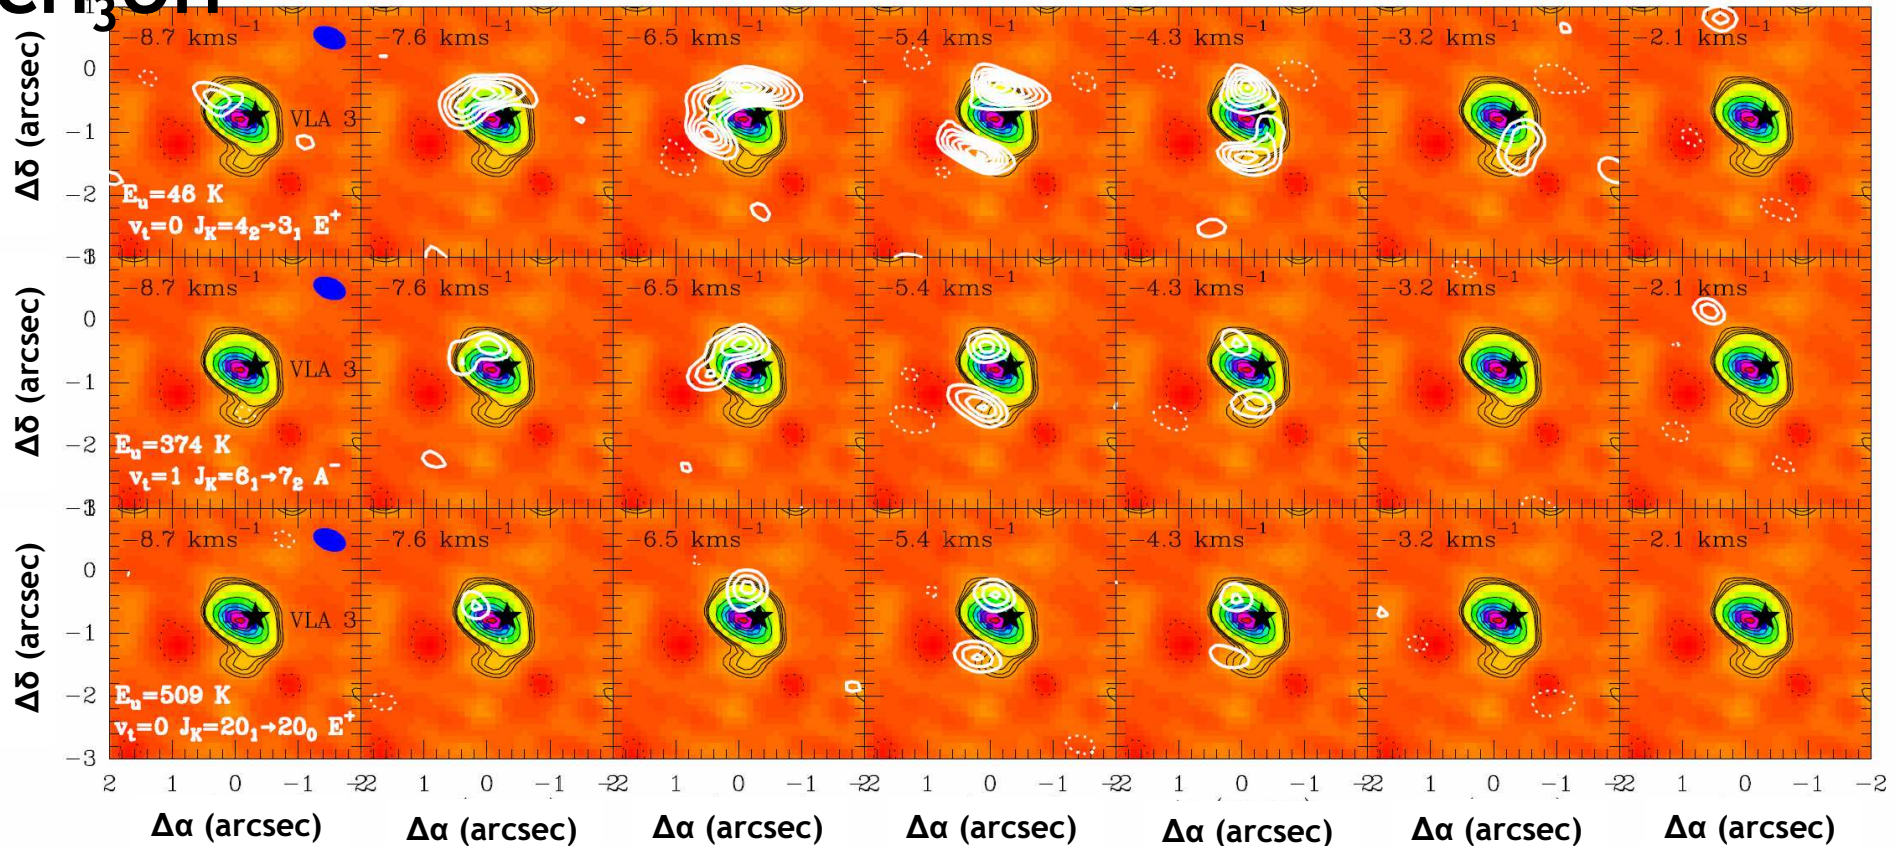 CH₃OH
Δδ (arcsec)
1
0
−1
−2
−8.7 kms⁻¹
−7.6 kms⁻¹
−6.5 kms⁻¹
−5.4 kms⁻¹
−4.3 kms⁻¹
−3.2 kms⁻¹
−2.1 kms⁻¹
VLA 3
Eᵤ=46 K
vₜ=0 J_K=4₂→3₁ E⁺
Δδ (arcsec)
0
−1
−2
−8.7 kms⁻¹
−7.6 kms⁻¹
−6.5 kms⁻¹
−5.4 kms⁻¹
−4.3 kms⁻¹
−3.2 kms⁻¹
−2.1 kms⁻¹
VLA 3
Eᵤ=374 K
vₜ=1 J_K=6₁→7₂ A⁻
Δδ (arcsec)
0
−1
−2
−3
−8.7 kms⁻¹
−7.6 kms⁻¹
−6.5 kms⁻¹
−5.4 kms⁻¹
−4.3 kms⁻¹
−3.2 kms⁻¹
−2.1 kms⁻¹
VLA 3
Eᵤ=509 K
vₜ=0 J_K=20₁→20₀ E⁺
2 1 0 −1 −2 1 0 −1 −2 1 0 −1 −2 1 0 −1 −2 1 0 −1 −2 1 0 −1 −2 1 0 −1 −2
Δα (arcsec) Δα (arcsec) Δα (arcsec) Δα (arcsec) Δα (arcsec) Δα (arcsec) Δα (arcsec)